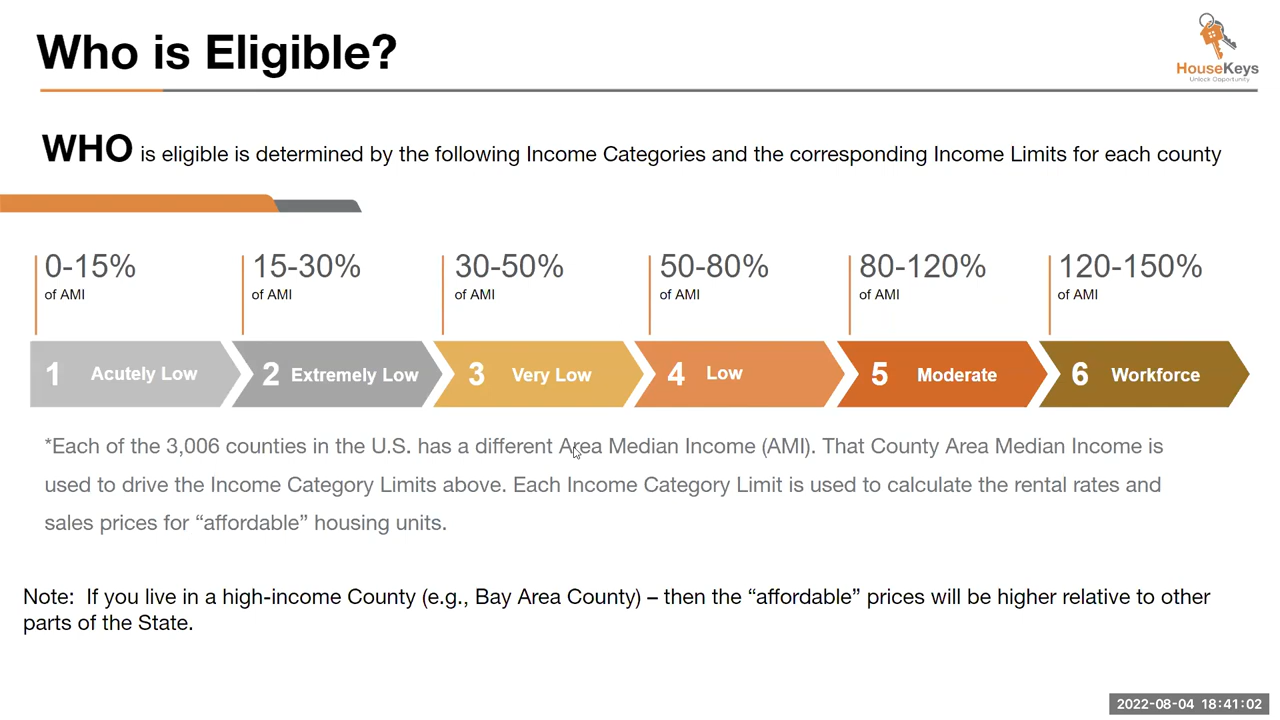 Who is Eligible?
HouseKeys
Unlock Opportunity
WHO is eligible is determined by the following Income Categories and the corresponding Income Limits for each county
0-15%
of AMI
15-30%
of AMI
30-50%
of AMI
50-80%
of AMI
80-120%
of AMI
120-150%
of AMI
1 Acutely Low
2 Extremely Low
3 Very Low
4 Low
5 Moderate
6 Workforce
*Each of the 3,006 counties in the U.S. has a different Area Median Income (AMI). That County Area Median Income is
used to drive the Income Category Limits above. Each Income Category Limit is used to calculate the rental rates and
sales prices for “affordable” housing units.
Note: If you live in a high-income County (e.g., Bay Area County) – then the “affordable” prices will be higher relative to other
parts of the State.
2022-08-04 18:41:02